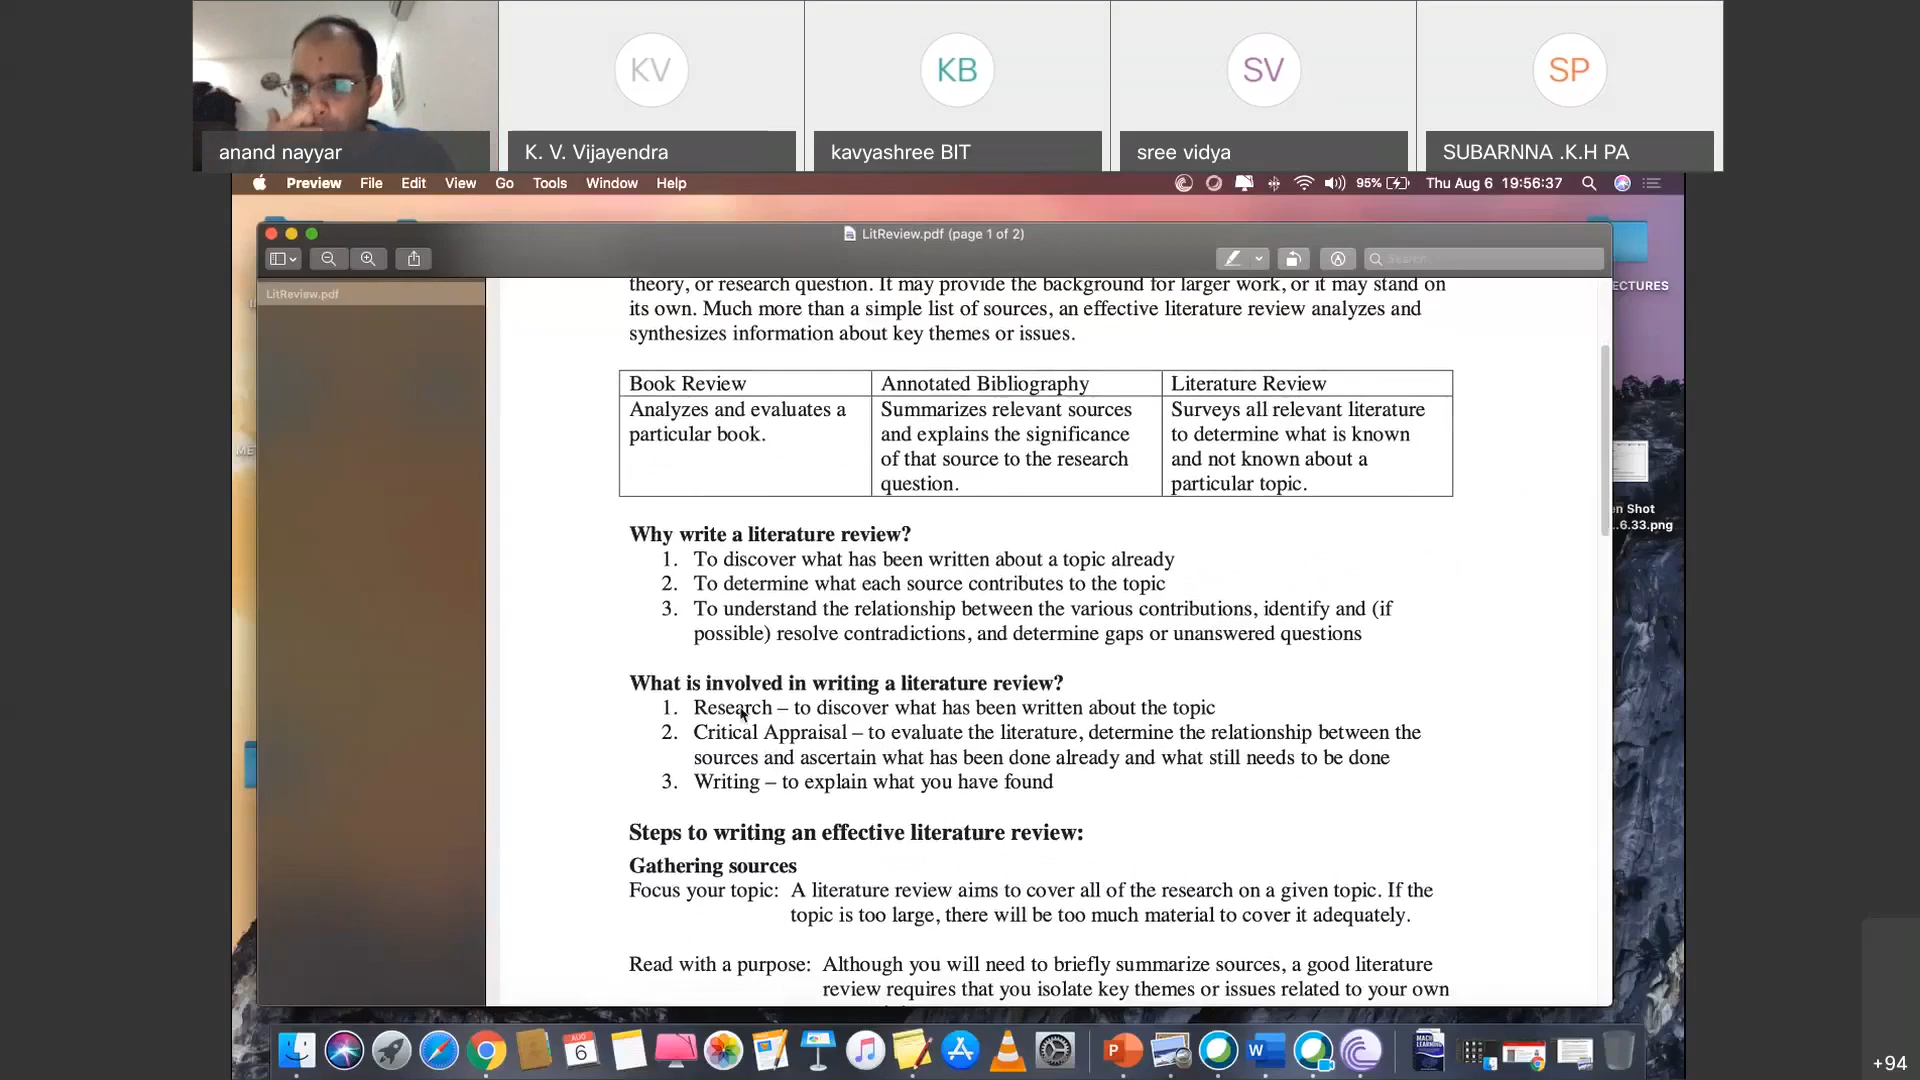 KV
KB
SV
SP
anand nayyar
K. V. Vijayendra
kavyashree BIT
sree vidya
SUBARNNA .K.H PA
Preview File Edit View Go Tools Window Help
95% Thu Aug 6 19:56:37
LitReview.pdf (page 1 of 2)
Search
LitReview.pdf
ECTURES
theory, or research question. It may provide the background for larger work, or it may stand on
its own. Much more than a simple list of sources, an effective literature review analyzes and
synthesizes information about key themes or issues.
Book Review Annotated Bibliography Literature Review
Analyzes and evaluates a Summarizes relevant sources Surveys all relevant literature
particular book. and explains the significance to determine what is known
of that source to the research and not known about a
question. particular topic.
ME
en Shot
..6.33.png
Why write a literature review?
1. To discover what has been written about a topic already
2. To determine what each source contributes to the topic
3. To understand the relationship between the various contributions, identify and (if
possible) resolve contradictions, and determine gaps or unanswered questions
What is involved in writing a literature review?
1. Research – to discover what has been written about the topic
2. Critical Appraisal – to evaluate the literature, determine the relationship between the
sources and ascertain what has been done already and what still needs to be done
3. Writing – to explain what you have found
Steps to writing an effective literature review:
Gathering sources
Focus your topic: A literature review aims to cover all of the research on a given topic. If the
topic is too large, there will be too much material to cover it adequately.
Read with a purpose: Although you will need to briefly summarize sources, a good literature
review requires that you isolate key themes or issues related to your own
AUG
6
P
W
+94